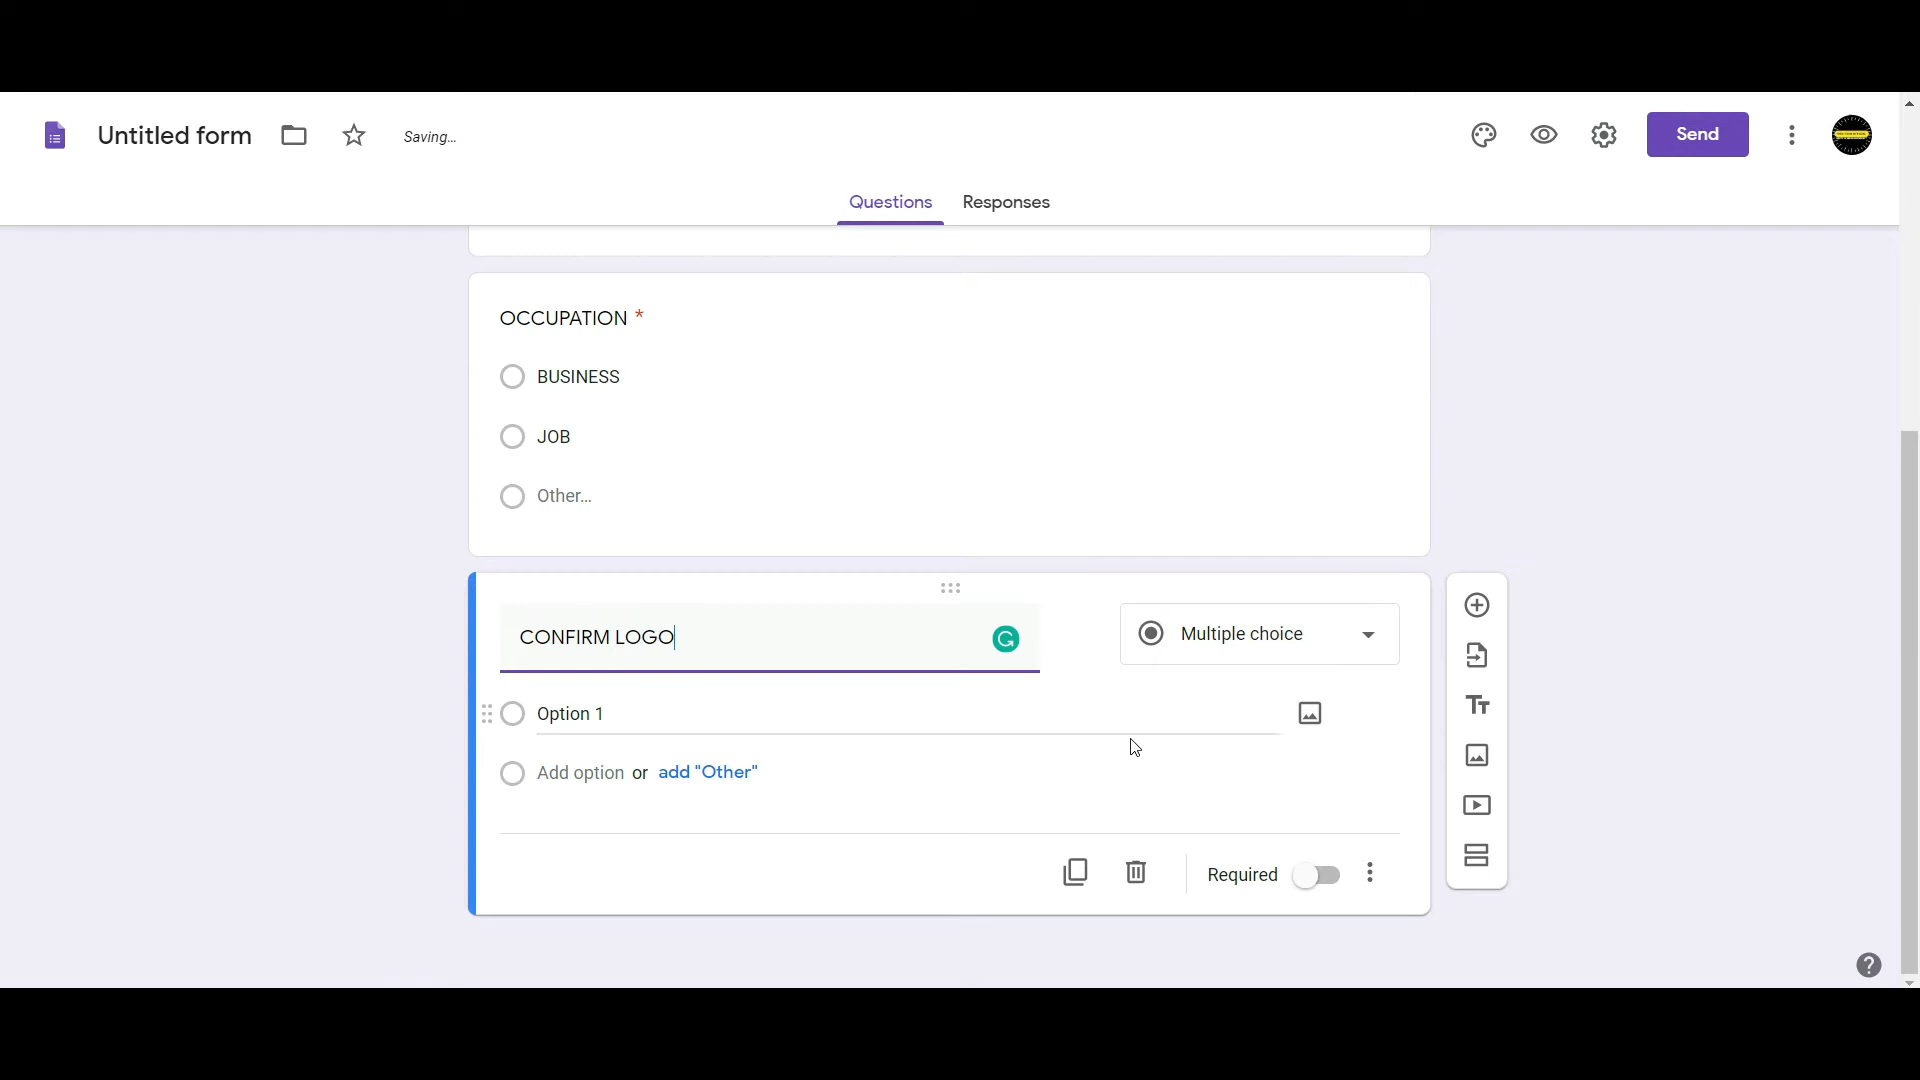 Untitled form
Saving...
Send
Questions
Responses
OCCUPATION *
BUSINESS
JOB
Other...
CONFIRM LOGO
Multiple choice
Option 1
Add option or add "Other"
Required